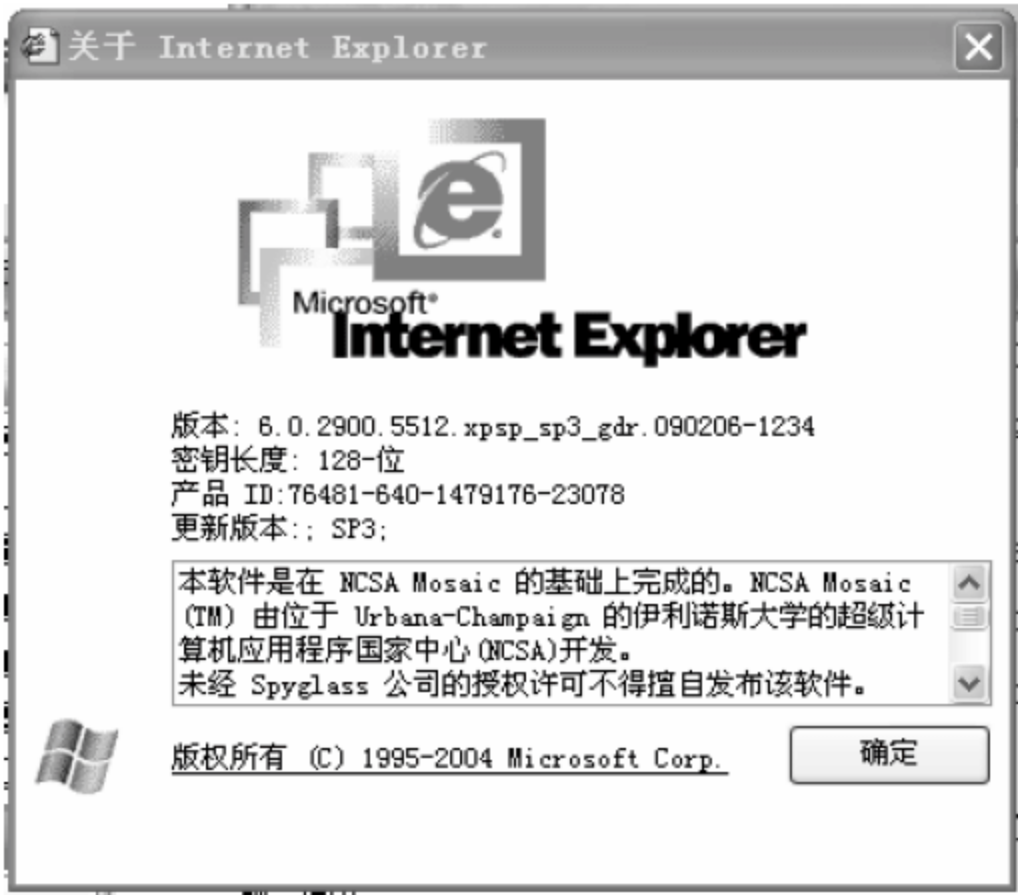 关于 Internet Explorer
Microsoft®
Internet Explorer
版本: 6.0.2900.5512.xpsp_sp3_gdr.090206-1234
密钥长度: 128-位
产品 ID:76481-640-1479176-23078
更新版本:; SP3;
本软件是在 NCSA Mosaic 的基础上完成的。NCSA Mosaic
(TM) 由位于 Urbana-Champaign 的伊利诺斯大学的超级计
算机应用程序国家中心(NCSA)开发。
未经 Spyglass 公司的授权许可不得擅自发布该软件。
版权所有 (C) 1995-2004 Microsoft Corp.
确定